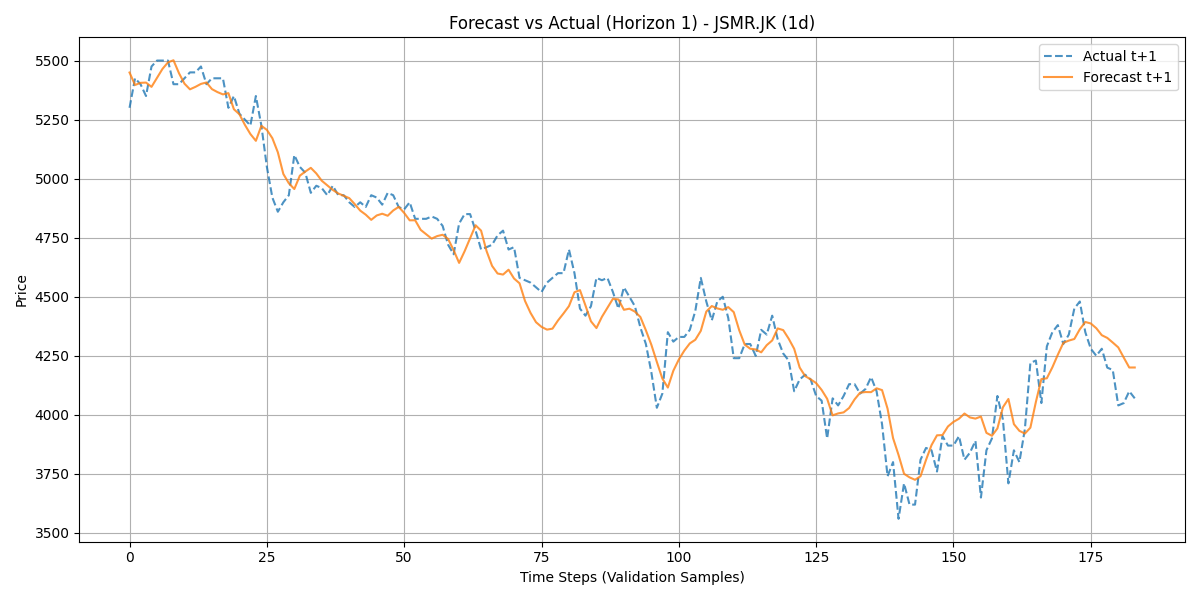 Forecast vs Actual (Horizon 1) - JSMR.JK (1d)
Actual t+1
Forecast t+1
Price
5500
5250
5000
4750
4500
4250
4000
3750
3500
0 25 50 75 100 125 150 175
Time Steps (Validation Samples)